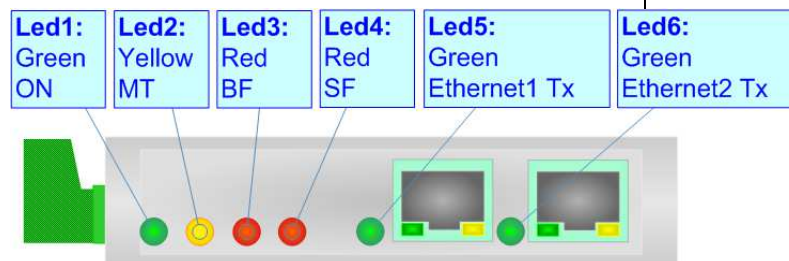 Led1:
Green
ON
Led2:
Yellow
MT
Led3:
Red
BF
Led4:
Red
SF
Led5:
Green
Ethernet1 Tx
Led6:
Green
Ethernet2 Tx